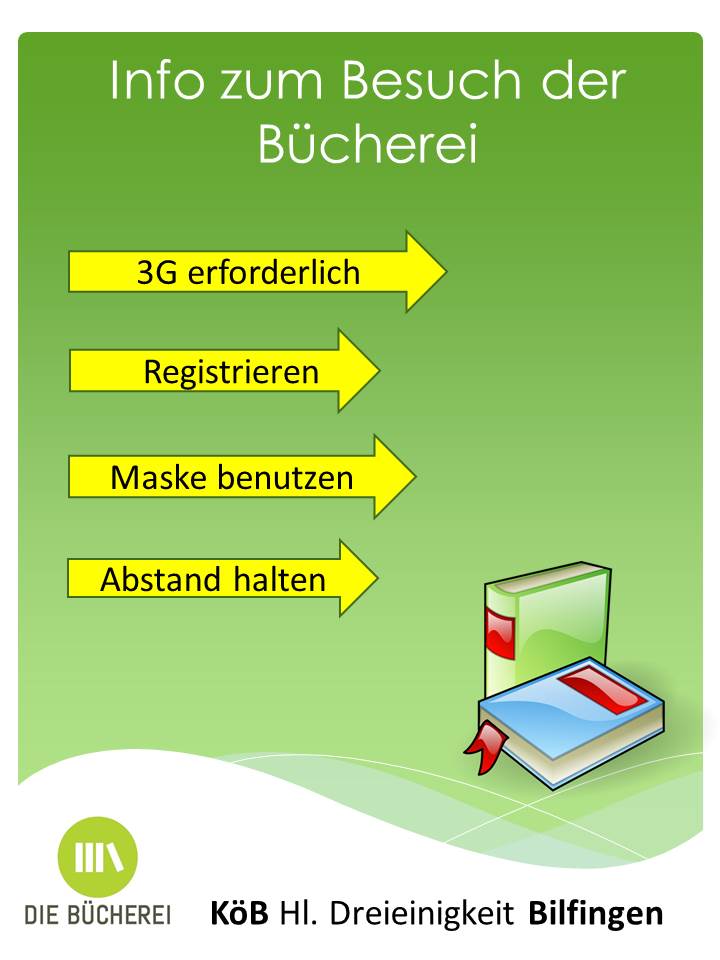 Info zum Besuch der
Bücherei
3G erforderlich
Registrieren
Maske benutzen
Abstand halten
DIE BÜCHEREI
KöB Hl. Dreieinigkeit Bilfingen